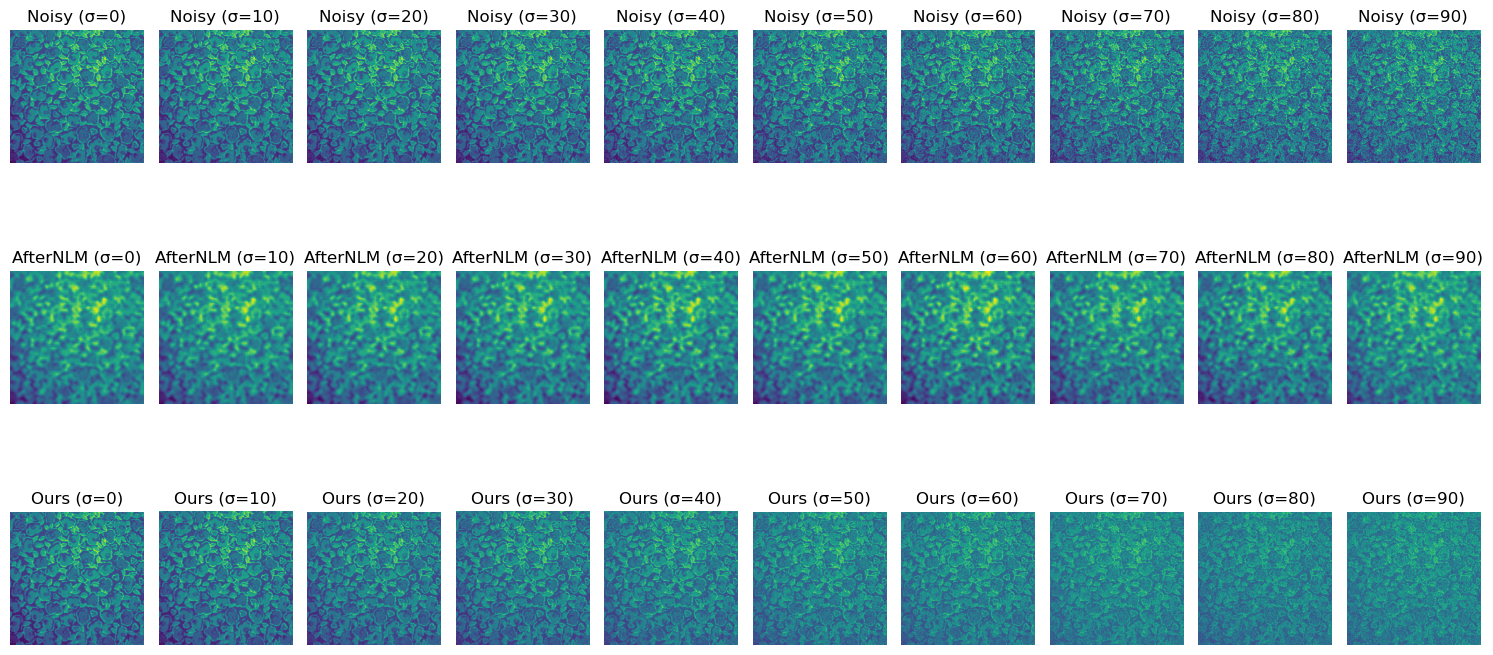 Noisy (σ=0) Noisy (σ=10) Noisy (σ=20) Noisy (σ=30) Noisy (σ=40) Noisy (σ=50) Noisy (σ=60) Noisy (σ=70) Noisy (σ=80) Noisy (σ=90)
AfterNLM (σ=0) AfterNLM (σ=10) AfterNLM (σ=20) AfterNLM (σ=30) AfterNLM (σ=40) AfterNLM (σ=50) AfterNLM (σ=60) AfterNLM (σ=70) AfterNLM (σ=80) AfterNLM (σ=90)
Ours (σ=0) Ours (σ=10) Ours (σ=20) Ours (σ=30) Ours (σ=40) Ours (σ=50) Ours (σ=60) Ours (σ=70) Ours (σ=80) Ours (σ=90)